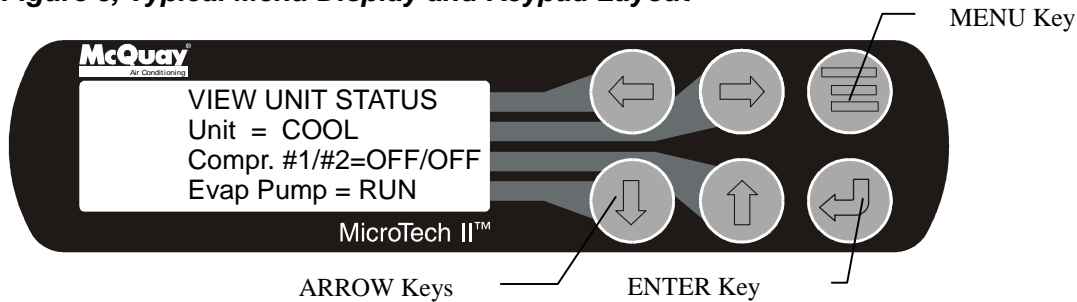 Figure 8, Typical Menu Display and Keypad Layout
MENU Key
McQuay®
Air Conditioning
VIEW UNIT STATUS
Unit = COOL
Compr. #1/#2=OFF/OFF
Evap Pump = RUN
MicroTech II™
ARROW Keys
ENTER Key